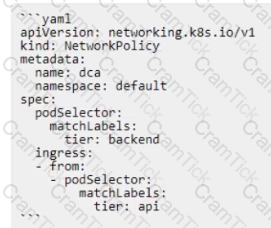 ```yaml
apiVersion: networking.k8s.io/v1
kind: NetworkPolicy
metadata:
  name: dca
  namespace: default
spec:
  podSelector:
    matchLabels:
      tier: backend
  ingress:
  - from:
    - podSelector:
        matchLabels:
          tier: api
```